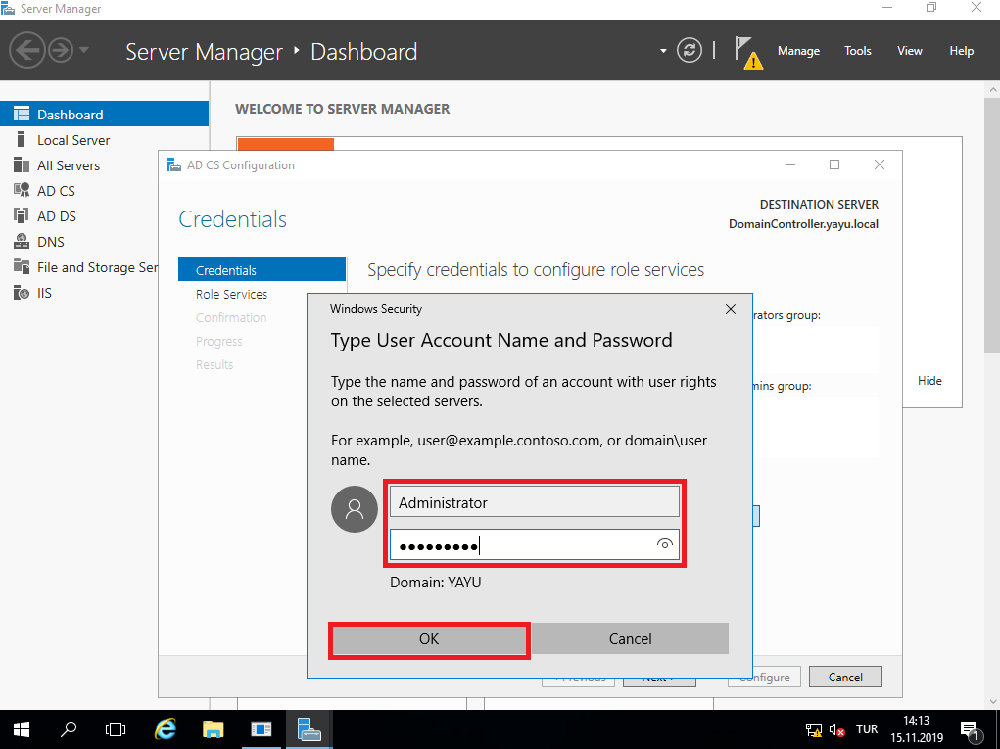 Server Manager
Server Manager • Dashboard
Manage
Tools
View
Help
Dashboard
Local Server
All Servers
AD CS
AD DS
DNS
File and Storage Ser
IIS
WELCOME TO SERVER MANAGER
Hide
AD CS Configuration
Credentials
DESTINATION SERVER
DomainController.yayu.local
Credentials
Role Services
Confirmation
Progress
Results
Specify credentials to configure role services
rators group:
mins group:
Windows Security
Type User Account Name and Password
Type the name and password of an account with user rights
on the selected servers.
For example, user@example.contoso.com, or domain\user
name.
Administrator
●●●●●●●●●
Domain: YAYU
OK
Cancel
< Previous
Next >
Configure
Cancel
TUR
14:13
15.11.2019
1